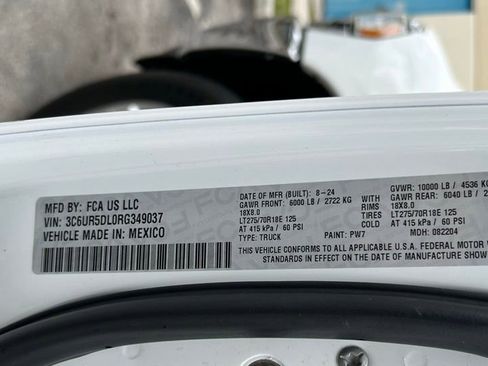 MFD BY: FCA US LLC
VIN: 3C6UR5DL0RG349037
VEHICLE MADE IN: MEXICO
DATE OF MFR (BUILT): 8-24
GAWR FRONT: 6000 LB / 2722 KG
18X8.0
LT275/70R18E 125
AT 415 kPa / 60 PSI
TYPE: TRUCK PAINT: PW7
WITH
RIMS
TIRES
COLD
GVWR: 10000 LB / 4536 KG
GAWR REAR: 6040 LB / 2
18X8.0
LT275/70R18E 125
AT 415 kPa / 60 PSI
MDH: 082204
THIS VEHICLE CONFORMS TO ALL APPLICABLE U.S.A. FEDERAL MOTOR
STANDARDS IN EFFECT ON THE DATE OF MANUFACTURE SHOW